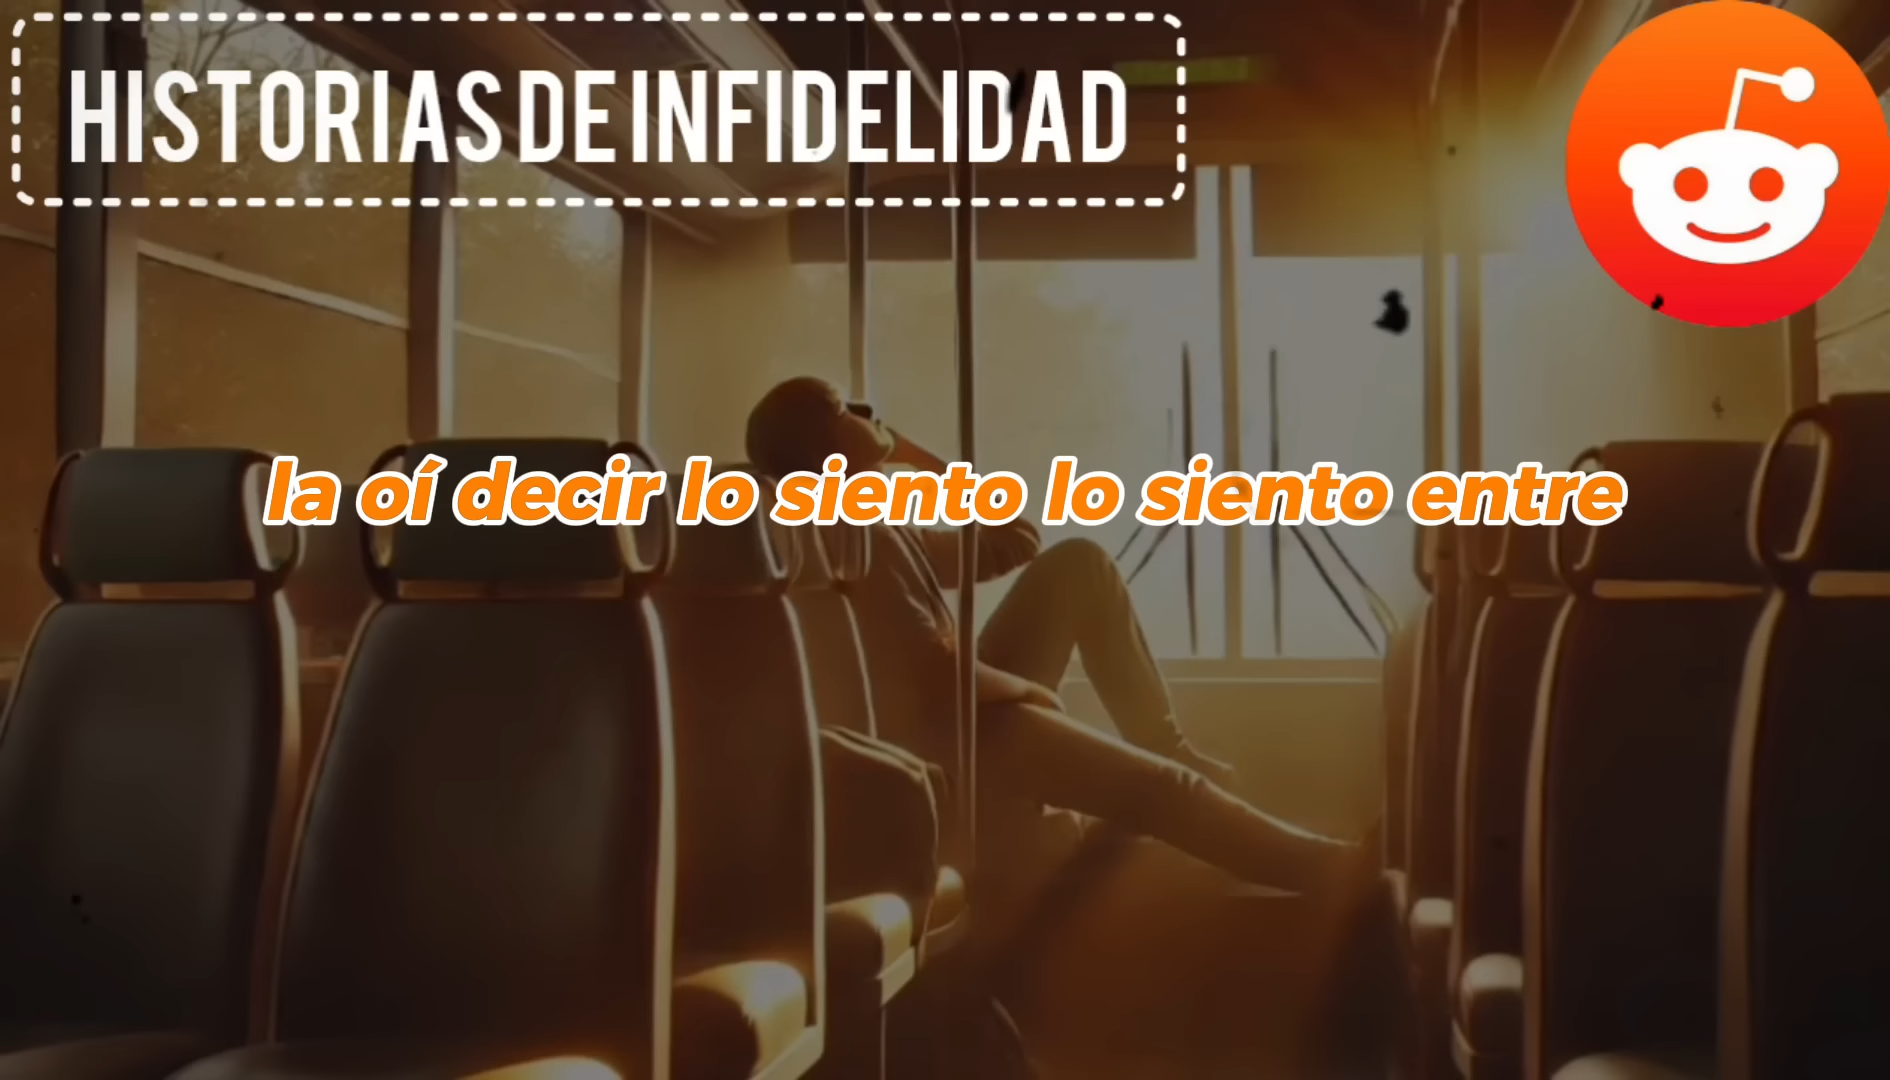 HISTORIAS DE INFIDELIDAD
la oí decir lo siento lo siento entre